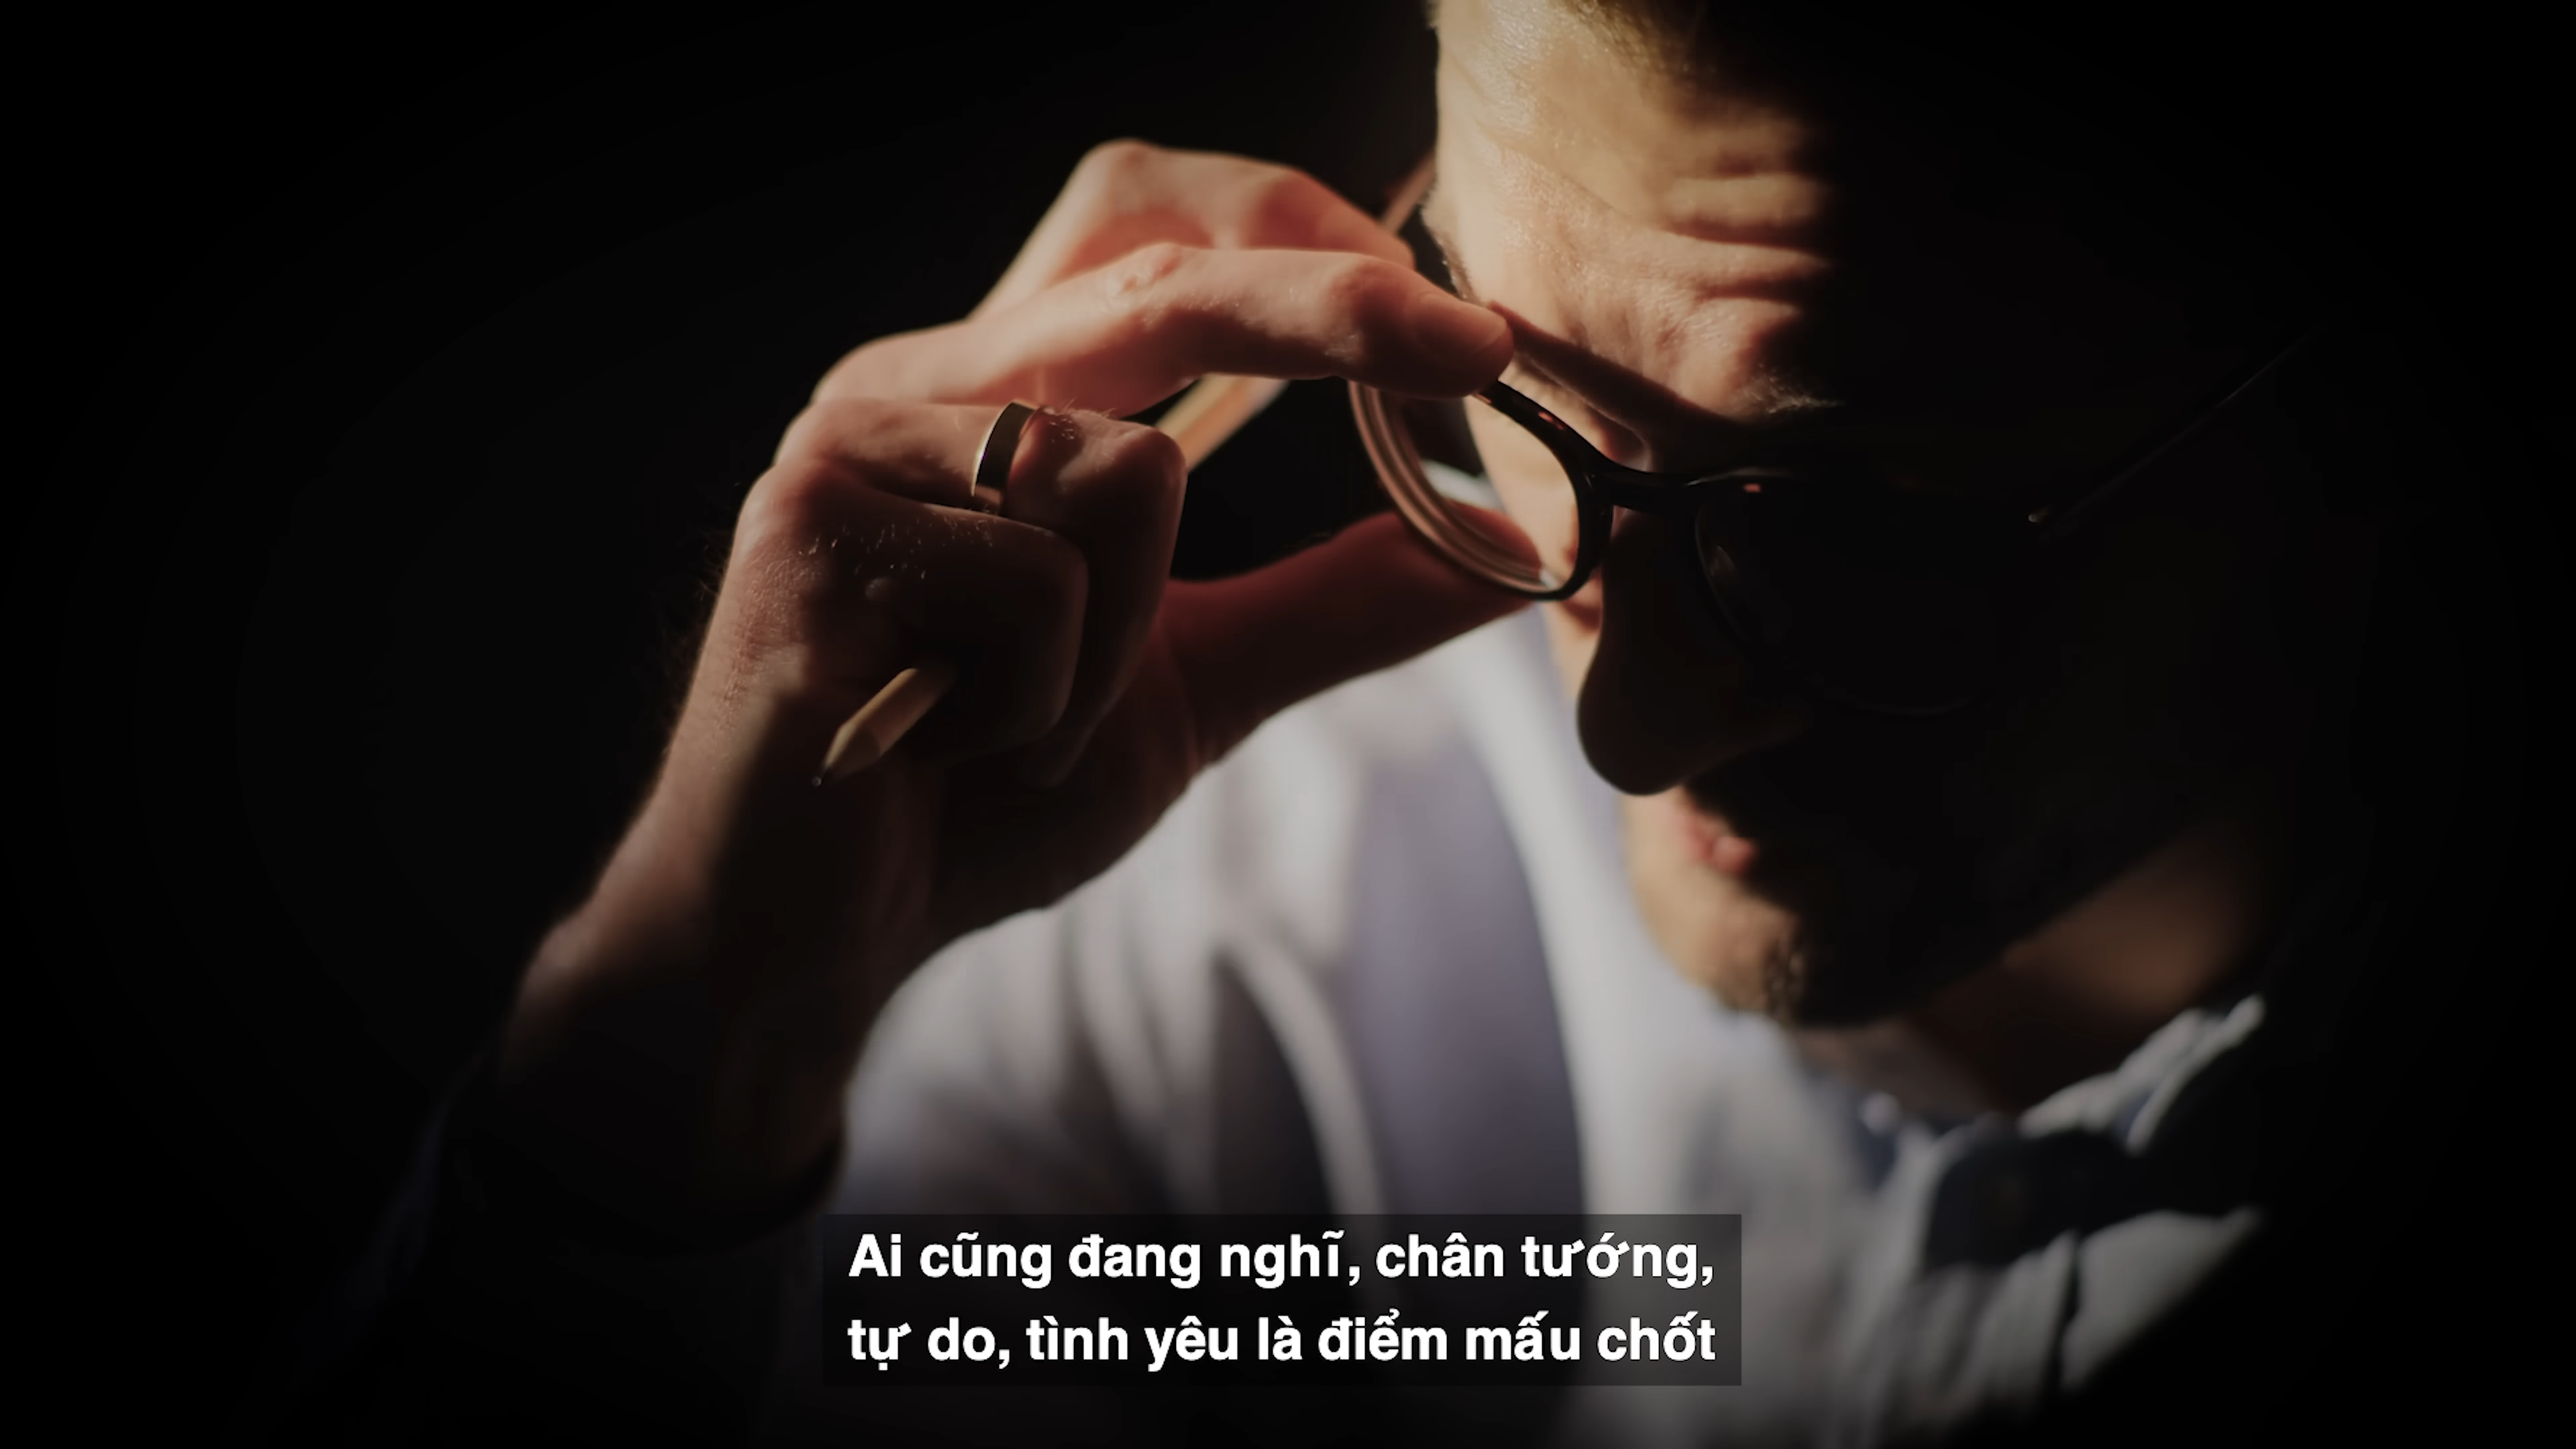 Ai cũng đang nghĩ, chân tướng,
tự do, tình yêu là điểm mấu chốt